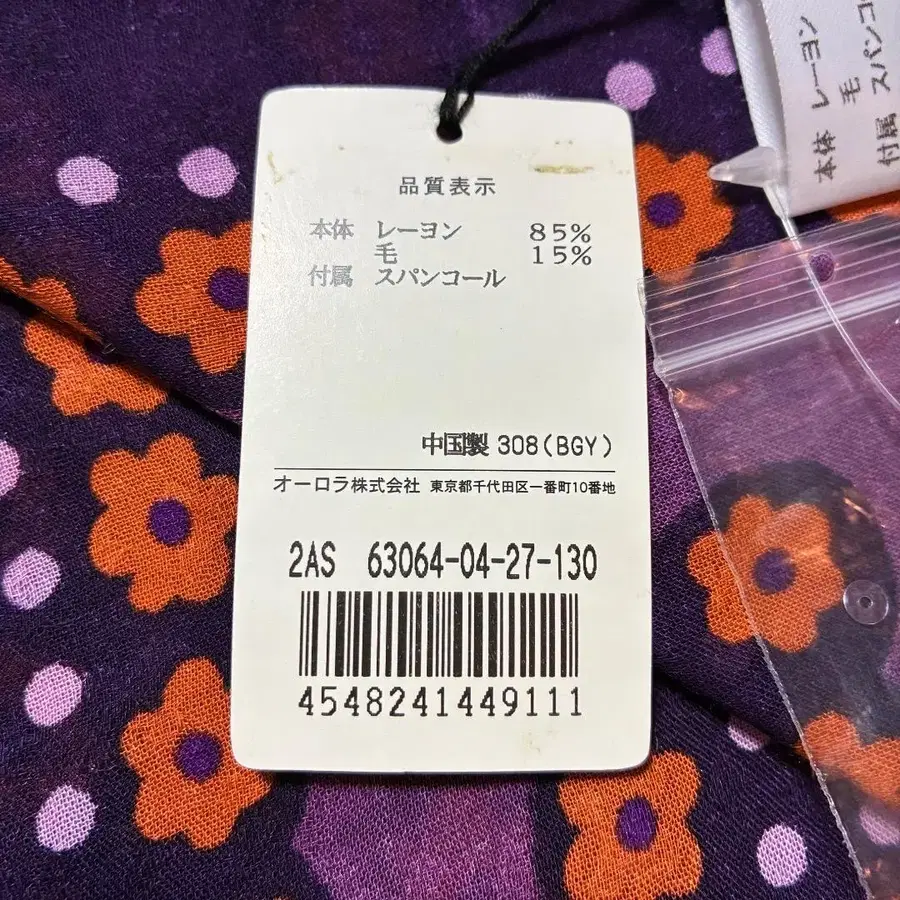 品質表示
本体 レーヨン 85%
毛 15%
付属 スパンコール
中国製 308(BGY)
オーロラ株式会社 東京都千代田区一番町10番地
2AS 63064-04-27-130
4548241449111
本体 レーヨン
毛
付属 スパンコ